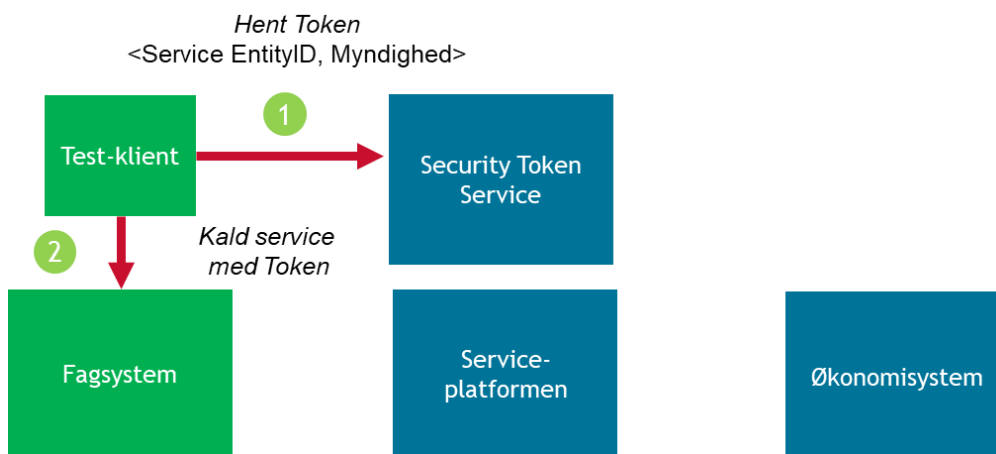 Hent Token
<Service EntityID, Myndighed>
1
Test-klient
Security Token
Service
2
Kald service
med Token
Fagsystem
Service-
platformen
Økonomisystem